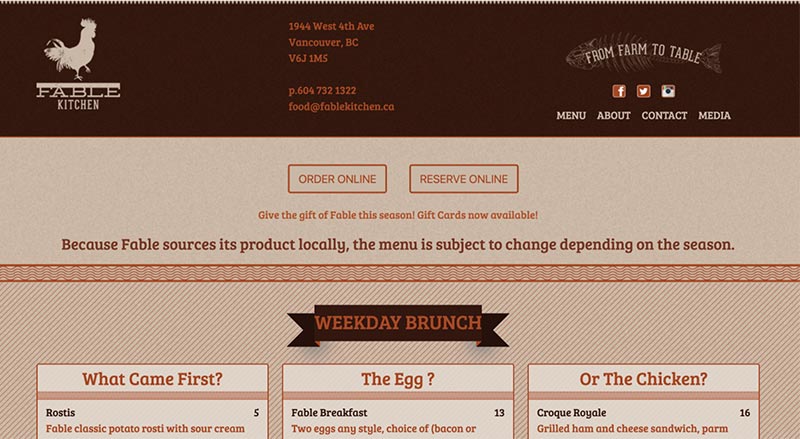 FABLE
KITCHEN
1944 West 4th Ave
Vancouver, BC
V6J 1M5
p.604 732 1322
food@fablekitchen.ca
FROM FARM TO TABLE
MENU ABOUT CONTACT MEDIA
ORDER ONLINE RESERVE ONLINE
Give the gift of Fable this season! Gift Cards now available!
Because Fable sources its product locally, the menu is subject to change depending on the season.
WEEKDAY BRUNCH
What Came First?
Rostis 5
Fable classic potato rosti with sour cream
The Egg ?
Fable Breakfast 13
Two eggs any style, choice of (bacon or
Or The Chicken?
Croque Royale 16
Grilled ham and cheese sandwich, parm